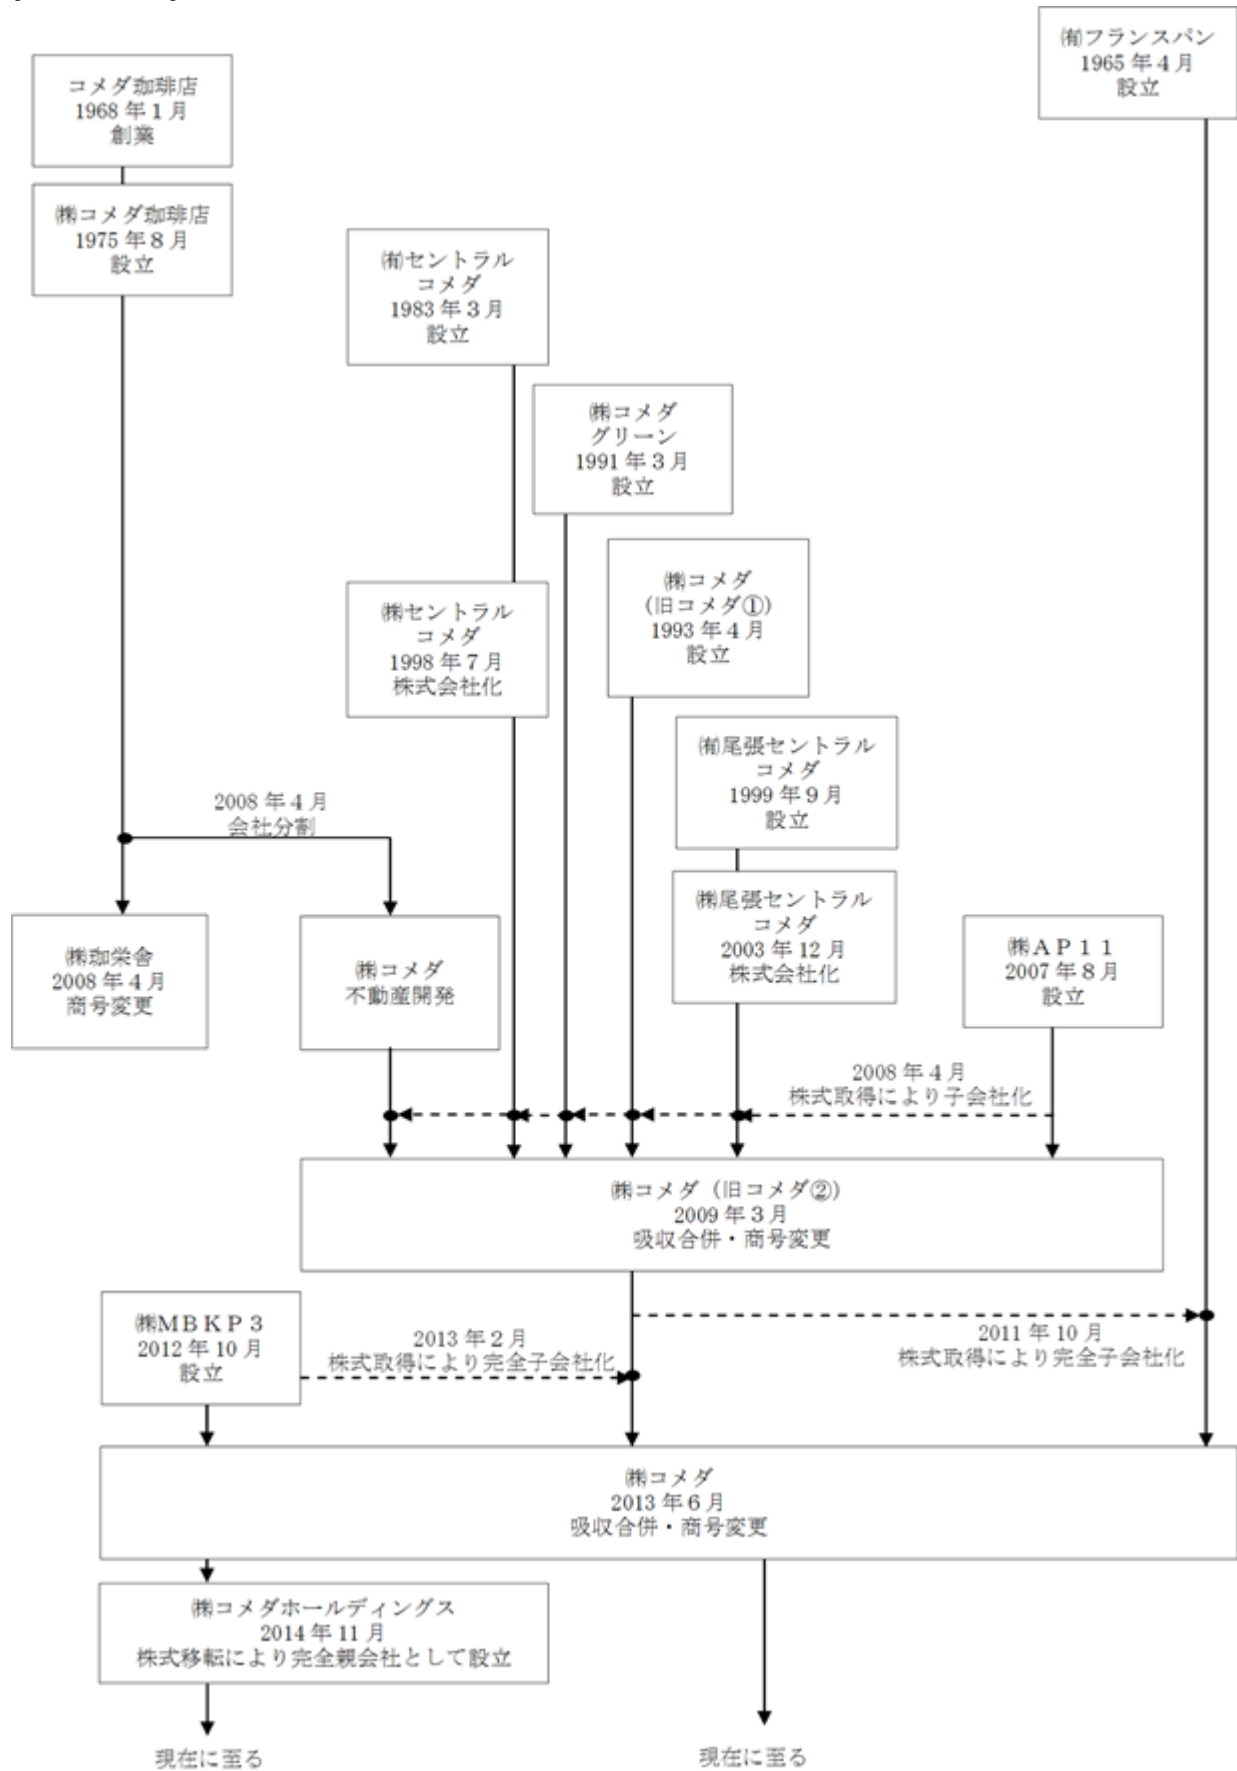 ㈲フランスパン
1965年4月
設立
コメダ珈琲店
1968年1月
創業
㈱コメダ珈琲店
1975年8月
設立
㈲セントラル
コメダ
1983年3月
設立
㈱コメダ
グリーン
1991年3月
設立
㈱コメダ
(旧コメダ①)
1993年4月
設立
㈱セントラル
コメダ
1998年7月
株式会社化
㈲尾張セントラル
コメダ
1999年9月
設立
2008年4月
会社分割
㈱尾張セントラル
コメダ
2003年12月
株式会社化
㈱珈栄舎
2008年4月
商号変更
㈱コメダ
不動産開発
㈱AP11
2007年8月
設立
2008年4月
株式取得により子会社化
㈱コメダ(旧コメダ②)
2009年3月
吸収合併・商号変更
㈱MBKP3
2012年10月
設立
2013年2月
株式取得により完全子会社化
2011年10月
株式取得により完全子会社化
㈱コメダ
2013年6月
吸収合併・商号変更
㈱コメダホールディングス
2014年11月
株式移転により完全親会社として設立
現在に至る
現在に至る